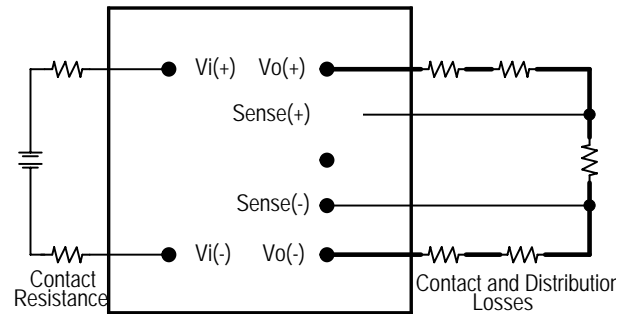 Vi(+) Vo(+)
Sense(+)
Sense(-)
Vi(-) Vo(-)
Contact
Resistance
Contact and Distribution
Losses